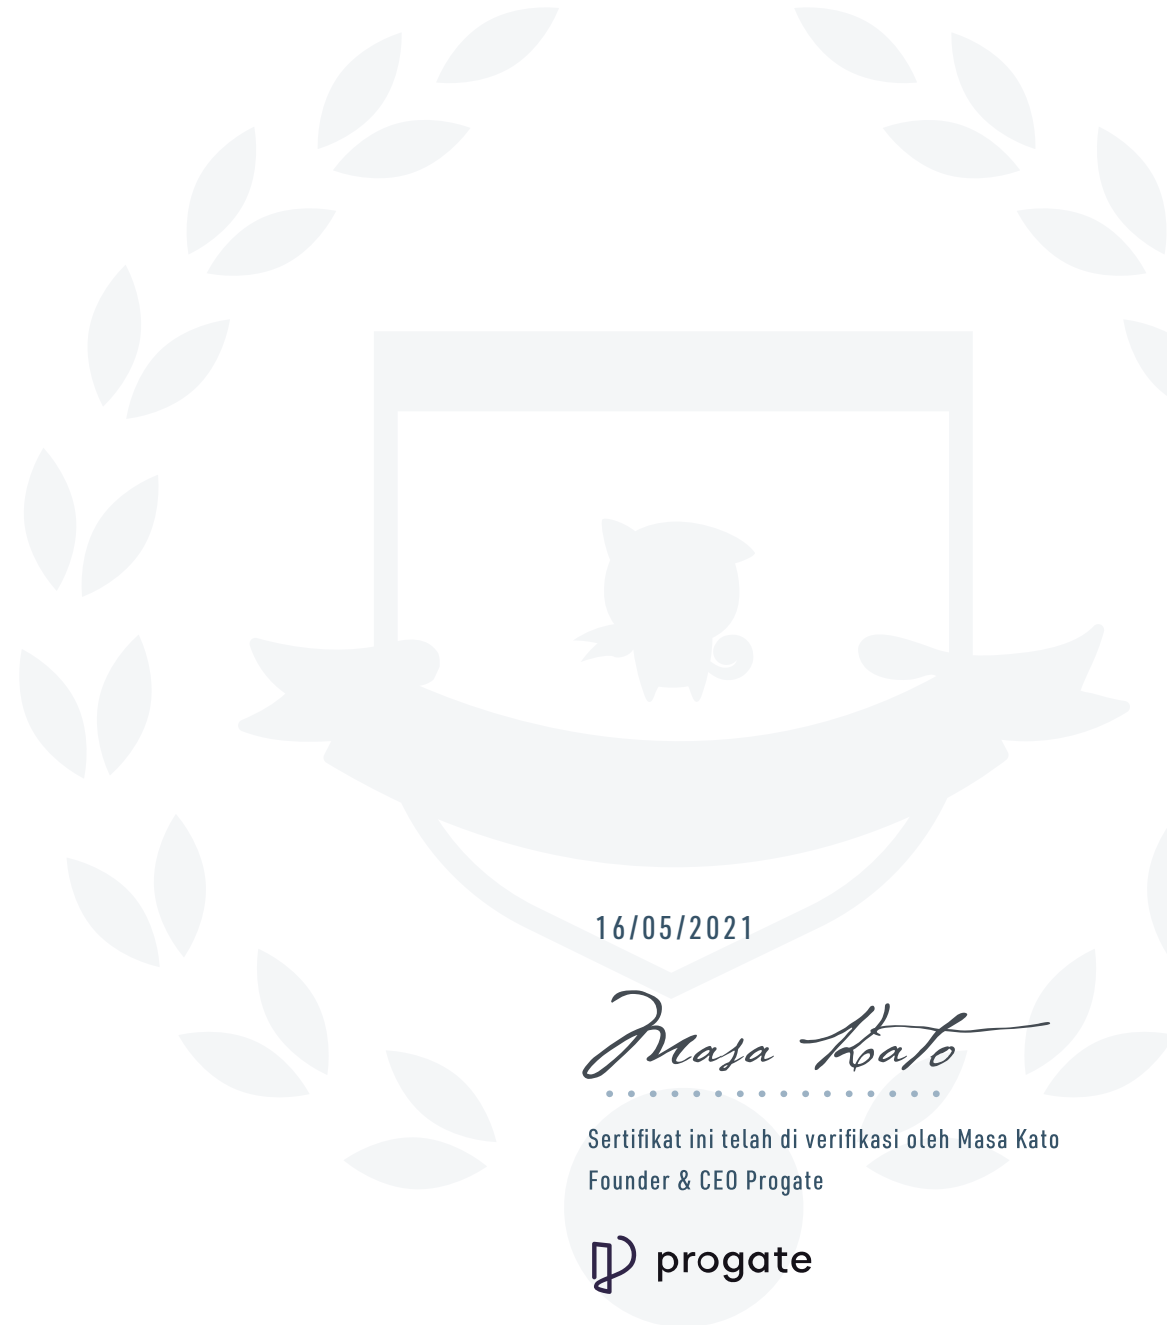 16/05/2021
Masa Kato
Sertifikat ini telah di verifikasi oleh Masa Kato
Founder & CEO Progate
progate